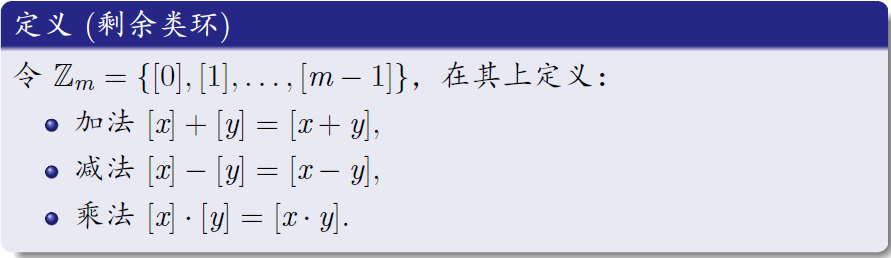 定义 (剩余类环)
令 ℤₘ = {[0], [1], . . . , [m − 1]}，在其上定义：
• 加法 [x] + [y] = [x + y],
• 减法 [x] − [y] = [x − y],
• 乘法 [x] · [y] = [x · y].